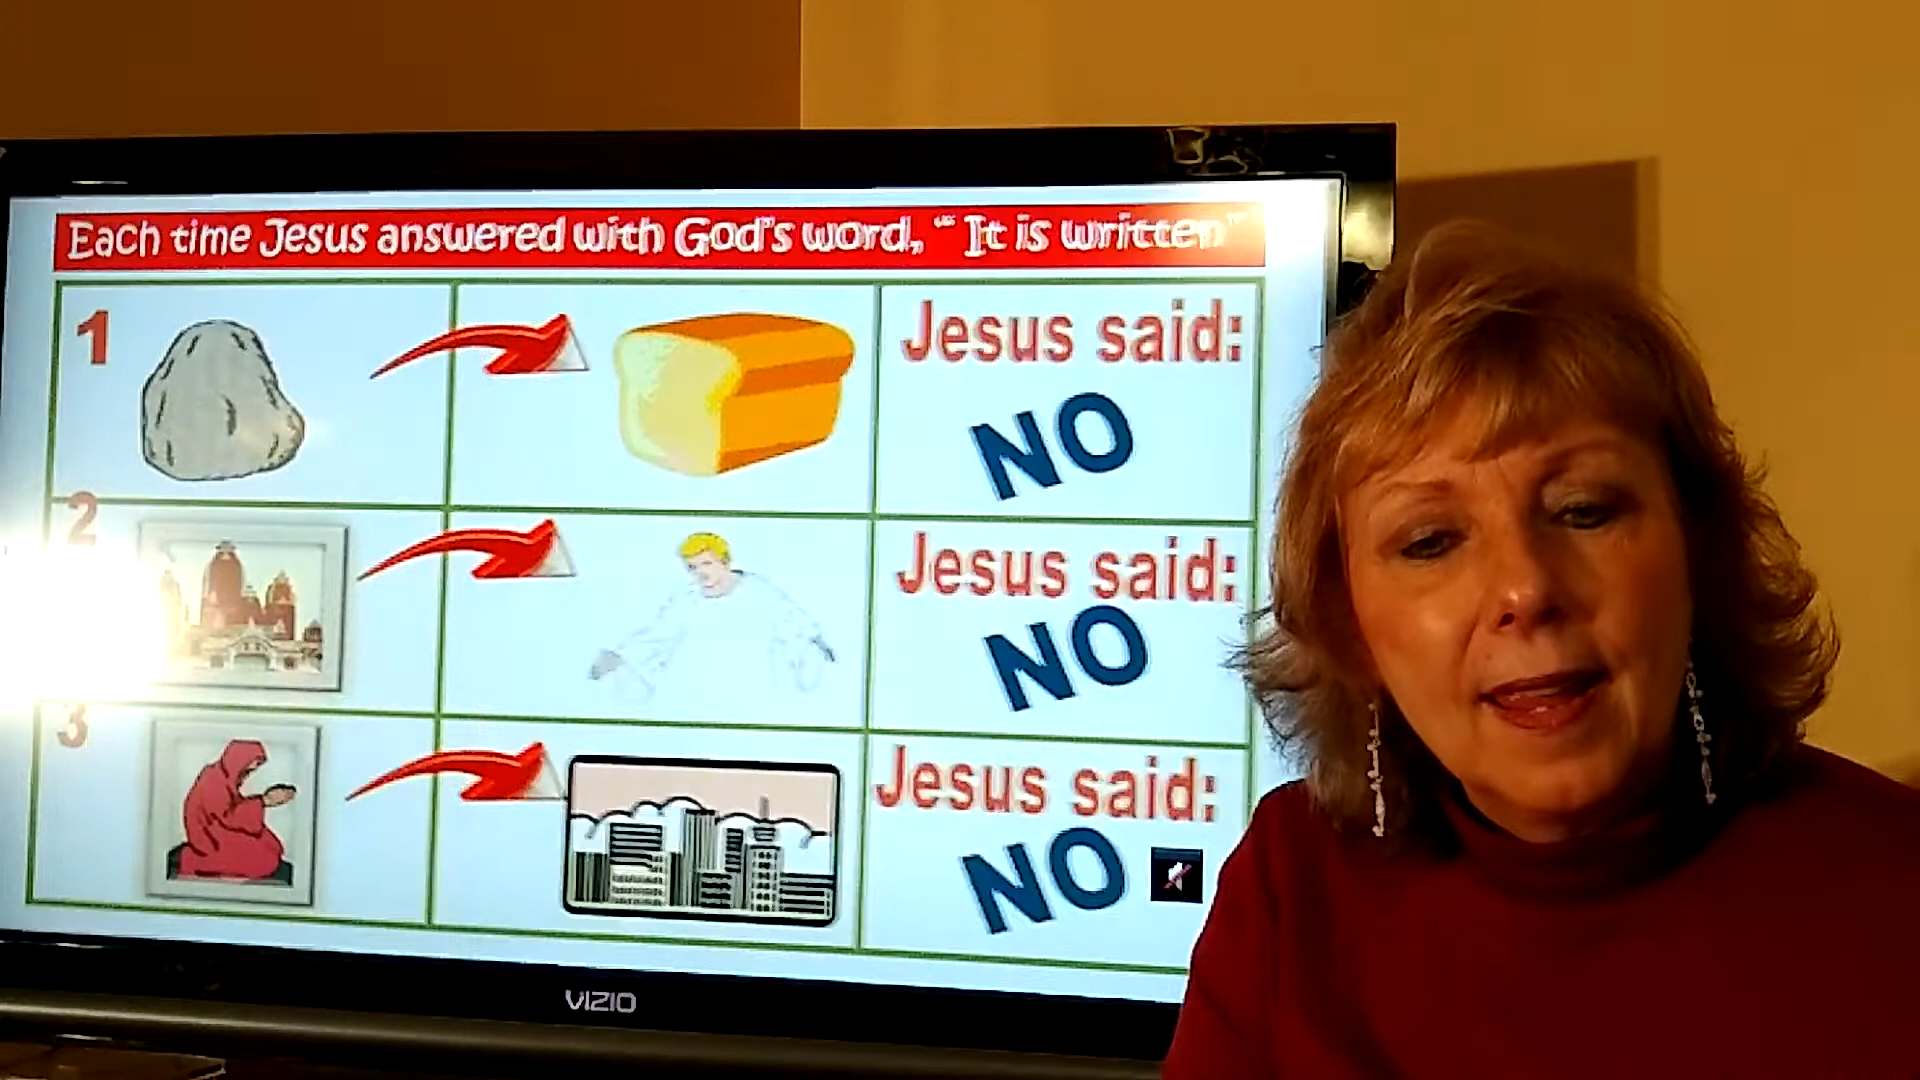 Each time Jesus answered with God's word, “ It is written”
1
Jesus said:
NO
2
Jesus said:
NO
3
Jesus said:
NO
VIZIO